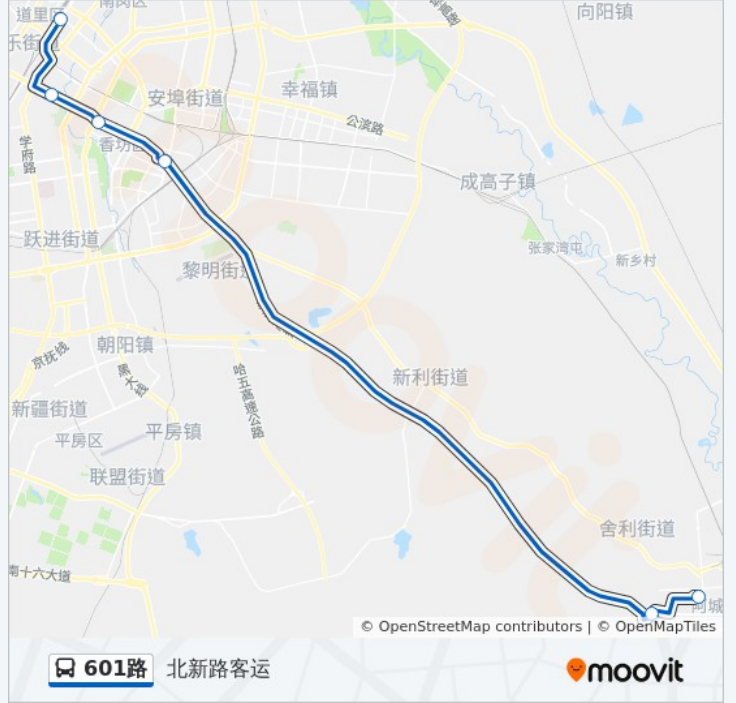 南岗区
向阳镇
道里区
乐街道
幸福镇
安埠街道
公滨路
香坊区
学府路
成高子镇
跃进街道
张家湾屯
新乡村
黎明街道
朝阳镇
京抚线
黑大线
哈五高速公路
新利街道
新疆街道
平房区
平房镇
联盟街道
舍利街道
南十六大道
阿城
© OpenStreetMap contributors | © OpenMapTiles
601路 北新路客运
moovit